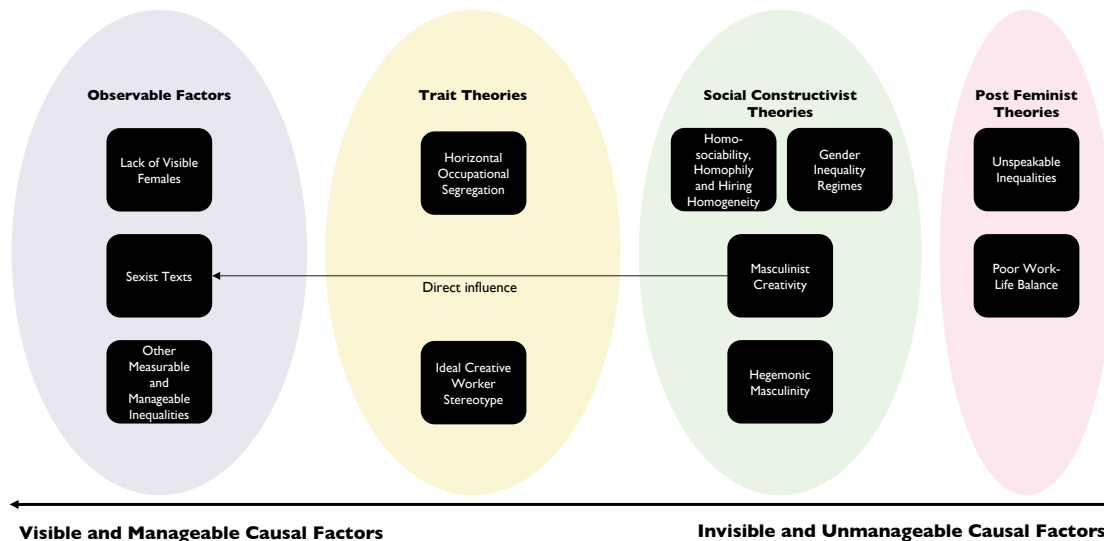 Observable Factors
Lack of Visible
Females
Sexist Texts
Other
Measurable
and
Manageable
Inequalities
Trait Theories
Horizontal
Occupational
Segregation
Direct influence
Ideal Creative
Worker
Stereotype
Social Constructivist
Theories
Homo-
sociability,
Homophily
and Hiring
Homogeneity
Gender
Inequality
Regimes
Masculinist
Creativity
Hegemonic
Masculinity
Post Feminist
Theories
Unspeakable
Inequalities
Poor Work-
Life Balance
Visible and Manageable Causal Factors
Invisible and Unmanageable Causal Factors